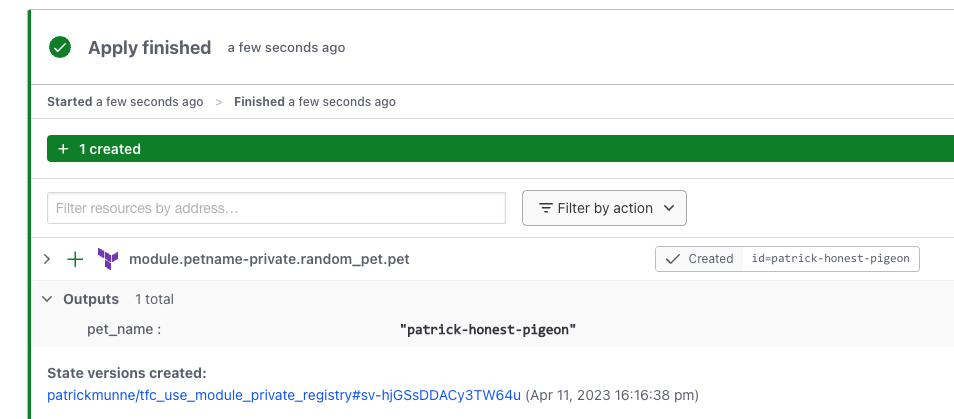 Apply finished a few seconds ago
Started a few seconds ago > Finished a few seconds ago
+ 1 created
Filter resources by address... Filter by action
module.petname-private.random_pet.pet Created id=patrick-honest-pigeon
Outputs 1 total
pet_name : "patrick-honest-pigeon"
State versions created:
patrickmunne/tfc_use_module_private_registry#sv-hjGSsDDACy3TW64u (Apr 11, 2023 16:16:38 pm)